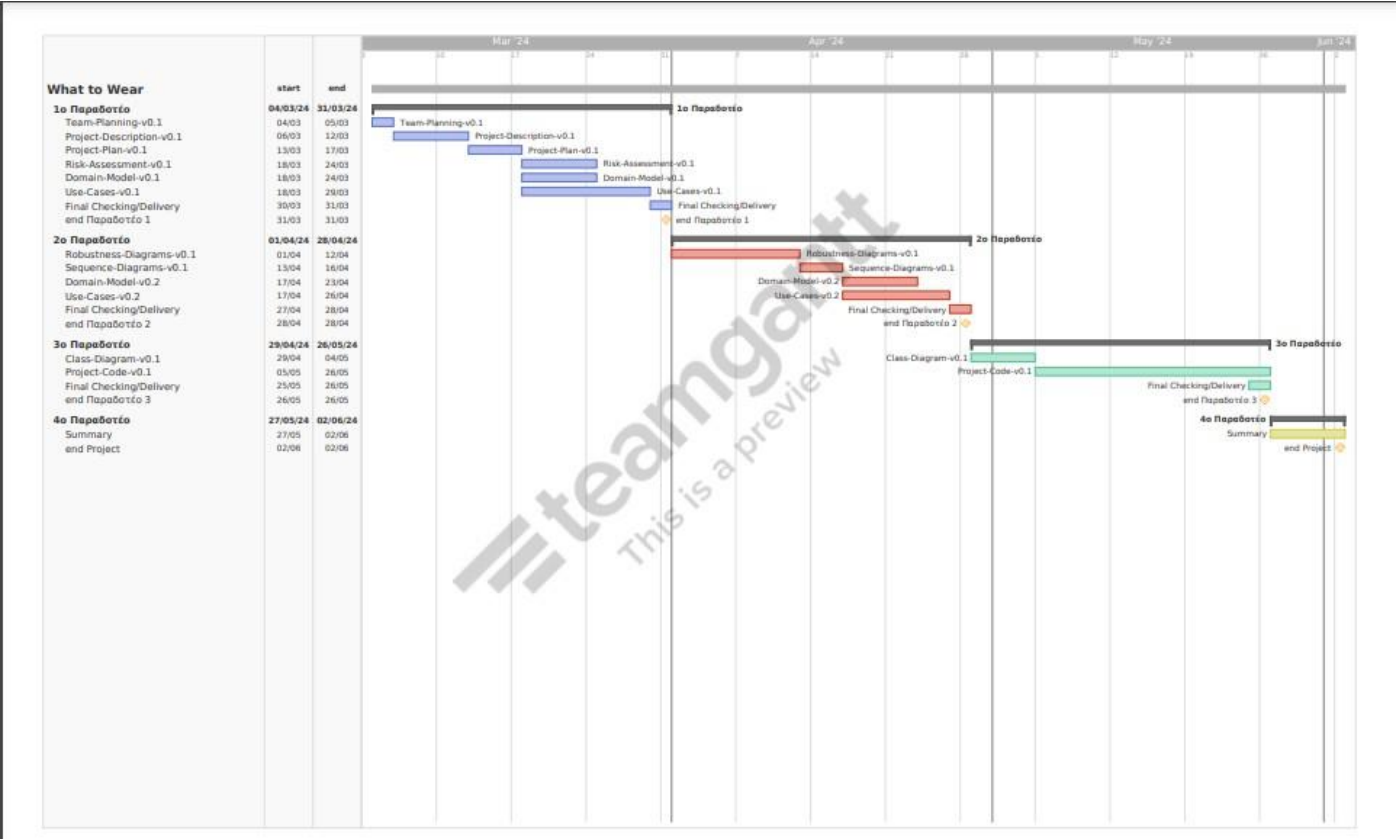 Mar '24 Apr '24 May '24 Jun '24
What to Wear start end
1ο Παραδοτέο 04/03/24 31/03/24 1ο Παραδοτέο
Team-Planning-v0.1 04/03 05/03 Team-Planning-v0.1
Project-Description-v0.1 06/03 12/03 Project-Description-v0.1
Project-Plan-v0.1 13/03 17/03 Project-Plan-v0.1
Risk-Assessment-v0.1 18/03 24/03 Risk-Assessment-v0.1
Domain-Model-v0.1 18/03 24/03 Domain-Model-v0.1
Use-Cases-v0.1 18/03 29/03 Use-Cases-v0.1
Final Checking/Delivery 30/03 31/03 Final Checking/Delivery
end Παραδοτέο 1 31/03 31/03 end Παραδοτέο 1
2ο Παραδοτέο 01/04/24 28/04/24 2ο Παραδοτέο
Robustness-Diagrams-v0.1 01/04 12/04 Robustness-Diagrams-v0.1
Sequence-Diagrams-v0.1 13/04 16/04 Sequence-Diagrams-v0.1
Domain-Model-v0.2 17/04 23/04 Domain-Model-v0.2
Use-Cases-v0.2 17/04 26/04 Use-Cases-v0.2
Final Checking/Delivery 27/04 28/04 Final Checking/Delivery
end Παραδοτέο 2 28/04 28/04 end Παραδοτέο 2
3ο Παραδοτέο 29/04/24 26/05/24 3ο Παραδοτέο
Class-Diagram-v0.1 29/04 04/05 Class-Diagram-v0.1
Project-Code-v0.1 05/05 26/05 Project-Code-v0.1
Final Checking/Delivery 25/05 26/05 Final Checking/Delivery
end Παραδοτέο 3 26/05 26/05 end Παραδοτέο 3
4ο Παραδοτέο 27/05/24 02/06/24 4ο Παραδοτέο
Summary 27/05 02/06 Summary
end Project 02/06 02/06 end Project
teamgantt
This is a preview